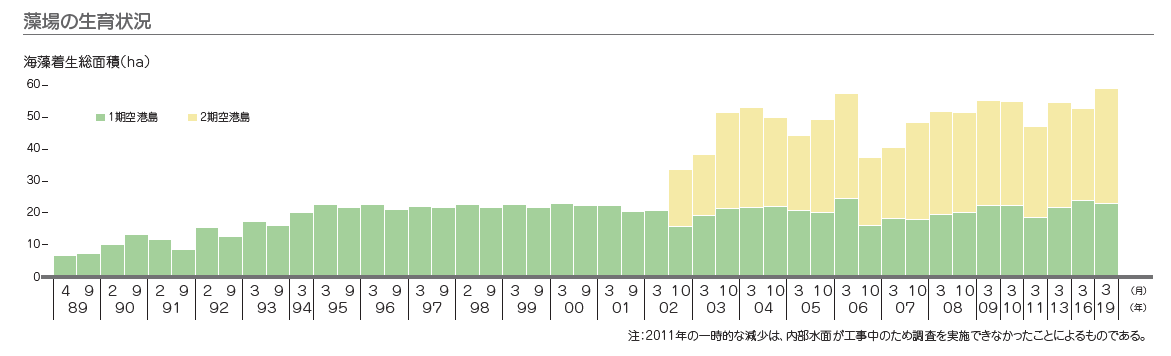 藻場の生育状況
海藻着生総面積(ha)
60
50
40
30
20
10
0
1期空港島 2期空港島
4 9 2 9 2 9 2 9 3 9 3 3 9 3 9 3 9 2 9 3 9 3 9 3 9 3 10 3 10 3 10 3 10 3 10 3 10 3 10 3 3 3 3 3 3 (月)
89 90 91 92 93 94 95 96 97 98 99 00 01 02 03 04 05 06 07 08 09 10 11 13 16 19 (年)
注:2011年の一時的な減少は、内部水面が工事中のため調査を実施できなかったことによるものである。